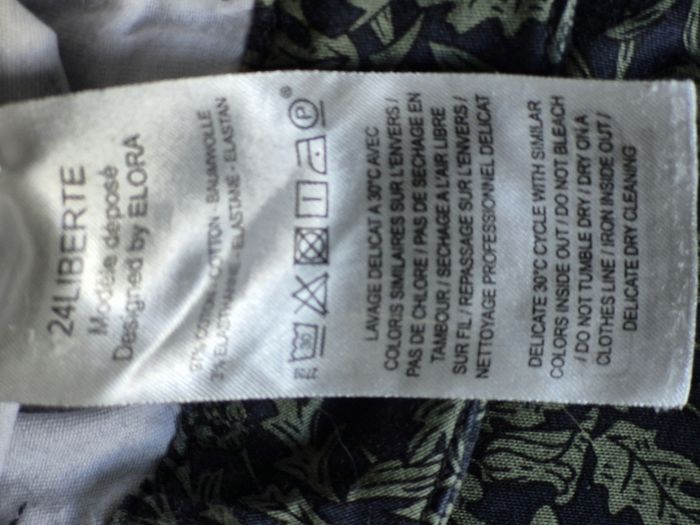 24LIBERTE
Modèle déposé
Designed by ELORA
97% COTON - COTTON - BAUMWOLLE
3% ELASTHANNE - ELASTANE - ELASTAN
30
P
®
LAVAGE DELICAT A 30°C AVEC
COLORIS SIMILAIRES SUR L'ENVERS /
PAS DE CHLORE / PAS DE SECHAGE EN
TAMBOUR / SECHAGE A L'AIR LIBRE
SUR FIL / REPASSAGE SUR L'ENVERS /
NETTOYAGE PROFESSIONNEL DELICAT
DELICATE 30°C CYCLE WITH SIMILAR
COLORS INSIDE OUT / DO NOT BLEACH
/ DO NOT TUMBLE DRY / DRY ON A
CLOTHES LINE / IRON INSIDE OUT /
DELICATE DRY CLEANING